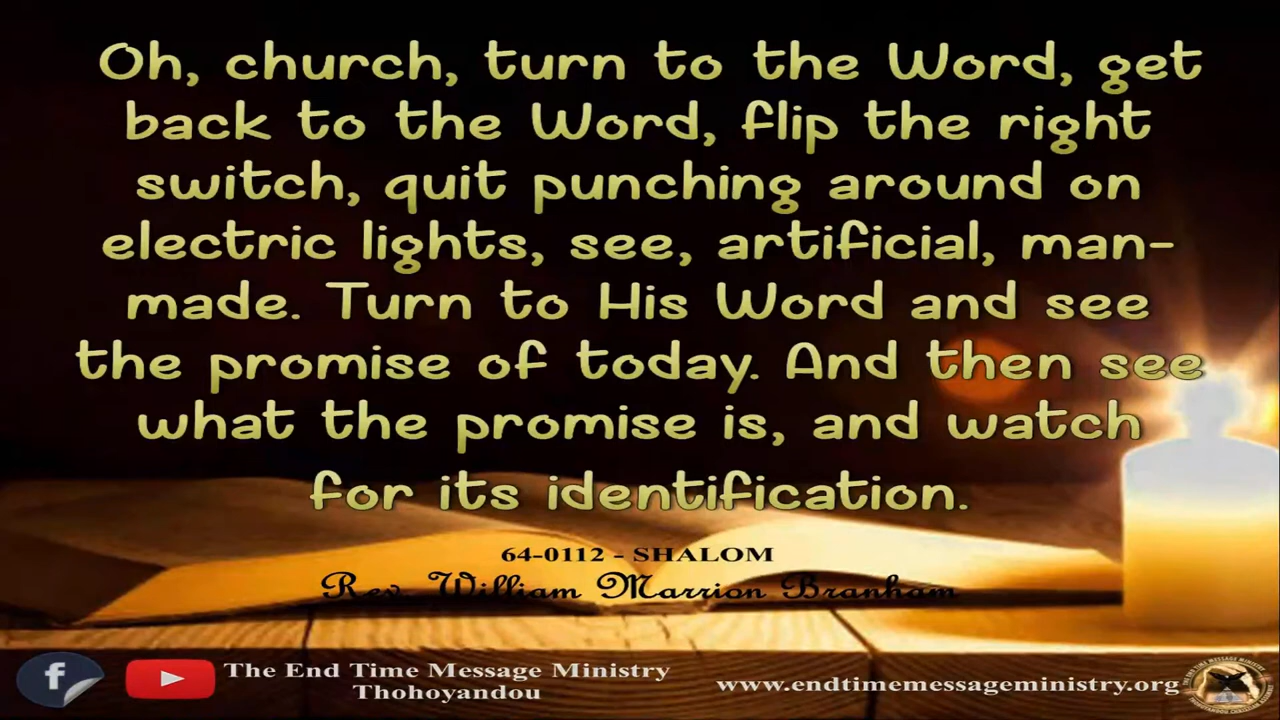 Oh, church, turn to the Word, get
back to the Word, flip the right
switch, quit punching around on
electric lights, see, artificial, man-
made. Turn to His Word and see
the promise of today. And then see
what the promise is, and watch
for its identification.
64-0112 - SHALOM
Rev. William Marrion Branham
The End Time Message Ministry
Thohoyandou
www.endtimemessageministry.org